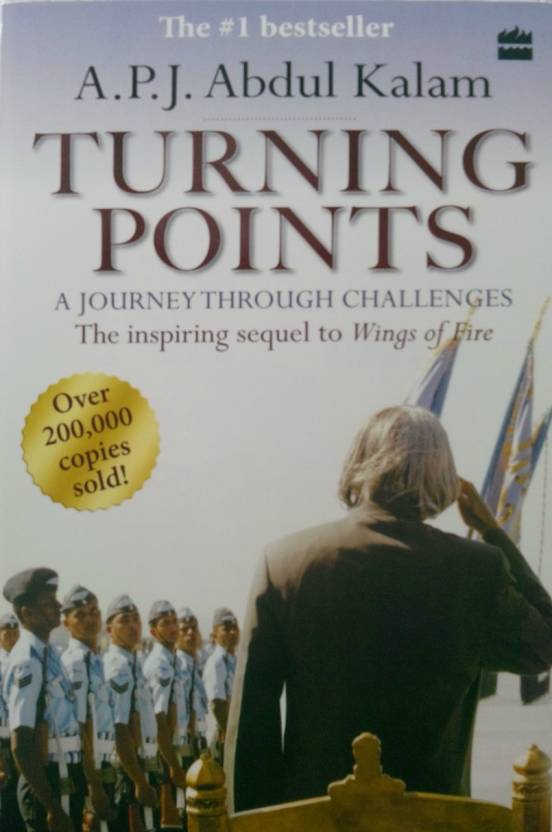 The #1 bestseller
A.P.J. Abdul Kalam
TURNING
POINTS
A JOURNEY THROUGH CHALLENGES
The inspiring sequel to Wings of Fire
Over
200,000
copies
sold!